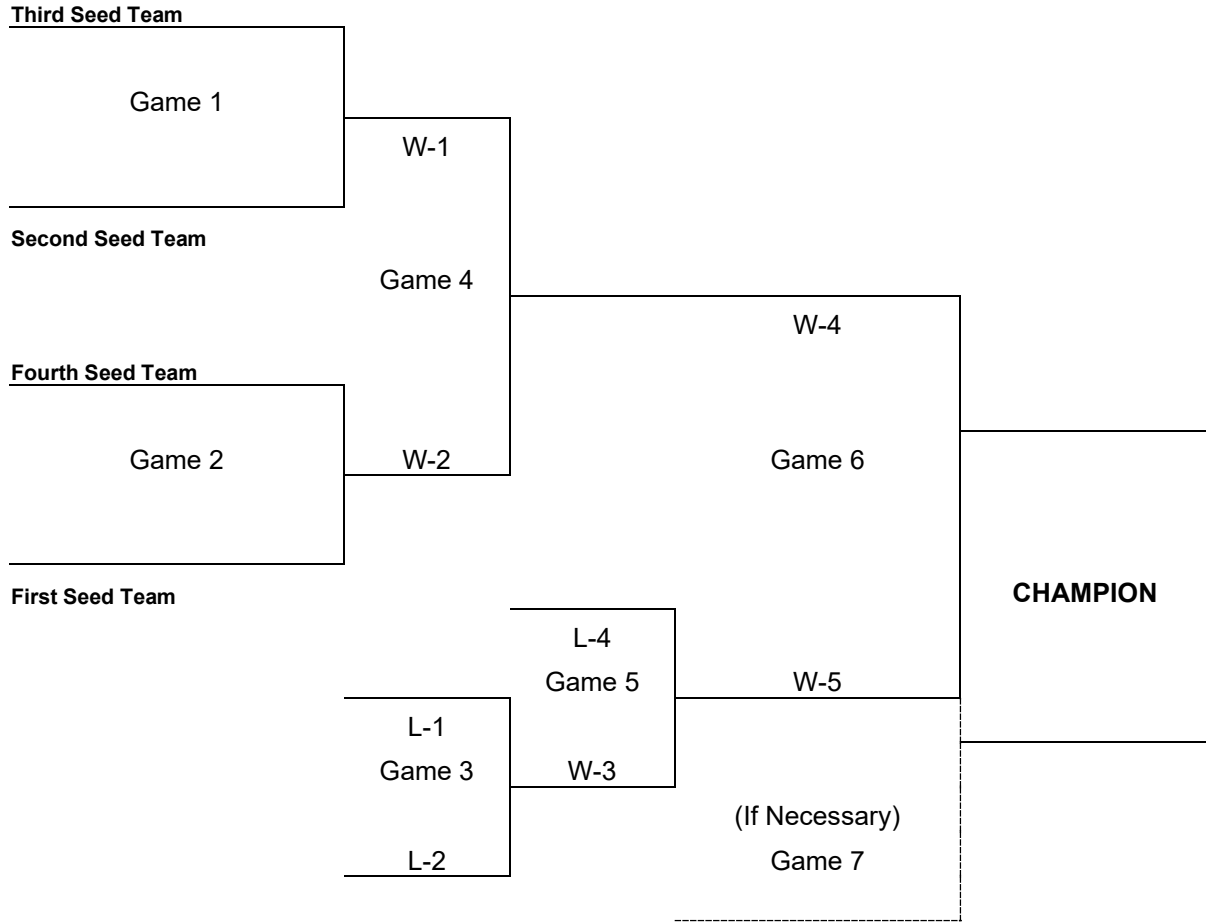 Third Seed Team
Game 1
W-1
Second Seed Team
Game 4
W-4
Fourth Seed Team
Game 2
W-2
Game 6
First Seed Team
CHAMPION
L-4
Game 5
W-5
L-1
Game 3
W-3
(If Necessary)
L-2
Game 7